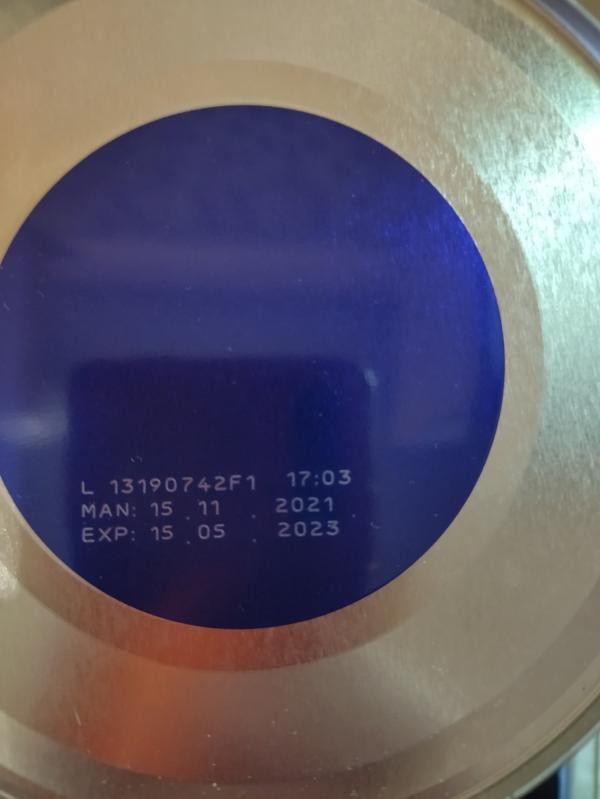 L 13190742F1 17:03
MAN: 15 . 11 . 2021 .
EXP: 15 . 05 . 2023